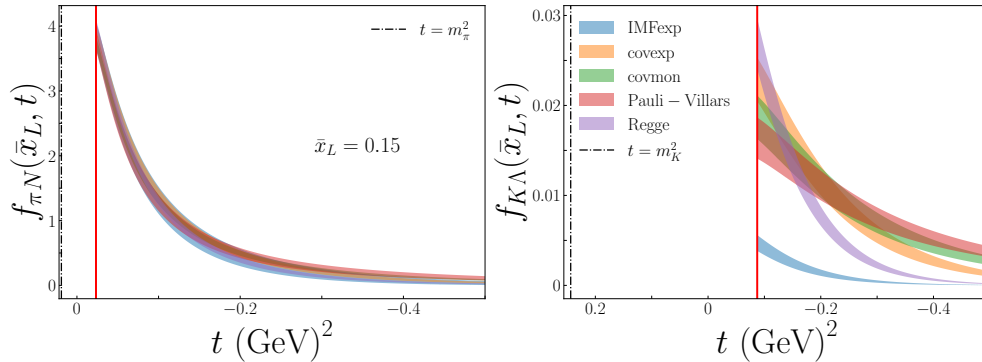 4
3
2
1
0
f_{πN}(x̄_L, t)
t = m_π^2
x̄_L = 0.15
0
−0.2
−0.4
t (GeV)^2
0.03
0.02
0.01
0
f_{KΛ}(x̄_L, t)
IMFexp
covexp
covmon
Pauli − Villars
Regge
t = m_K^2
0.2
0
−0.2
−0.4
t (GeV)^2